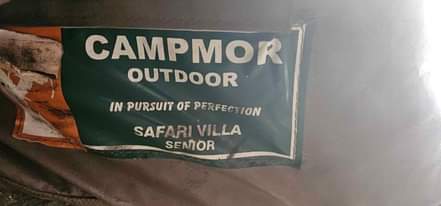 CAMPMOR
OUTDOOR
IN PURSUIT OF PERFECTION
SAFARI VILLA
SENIOR